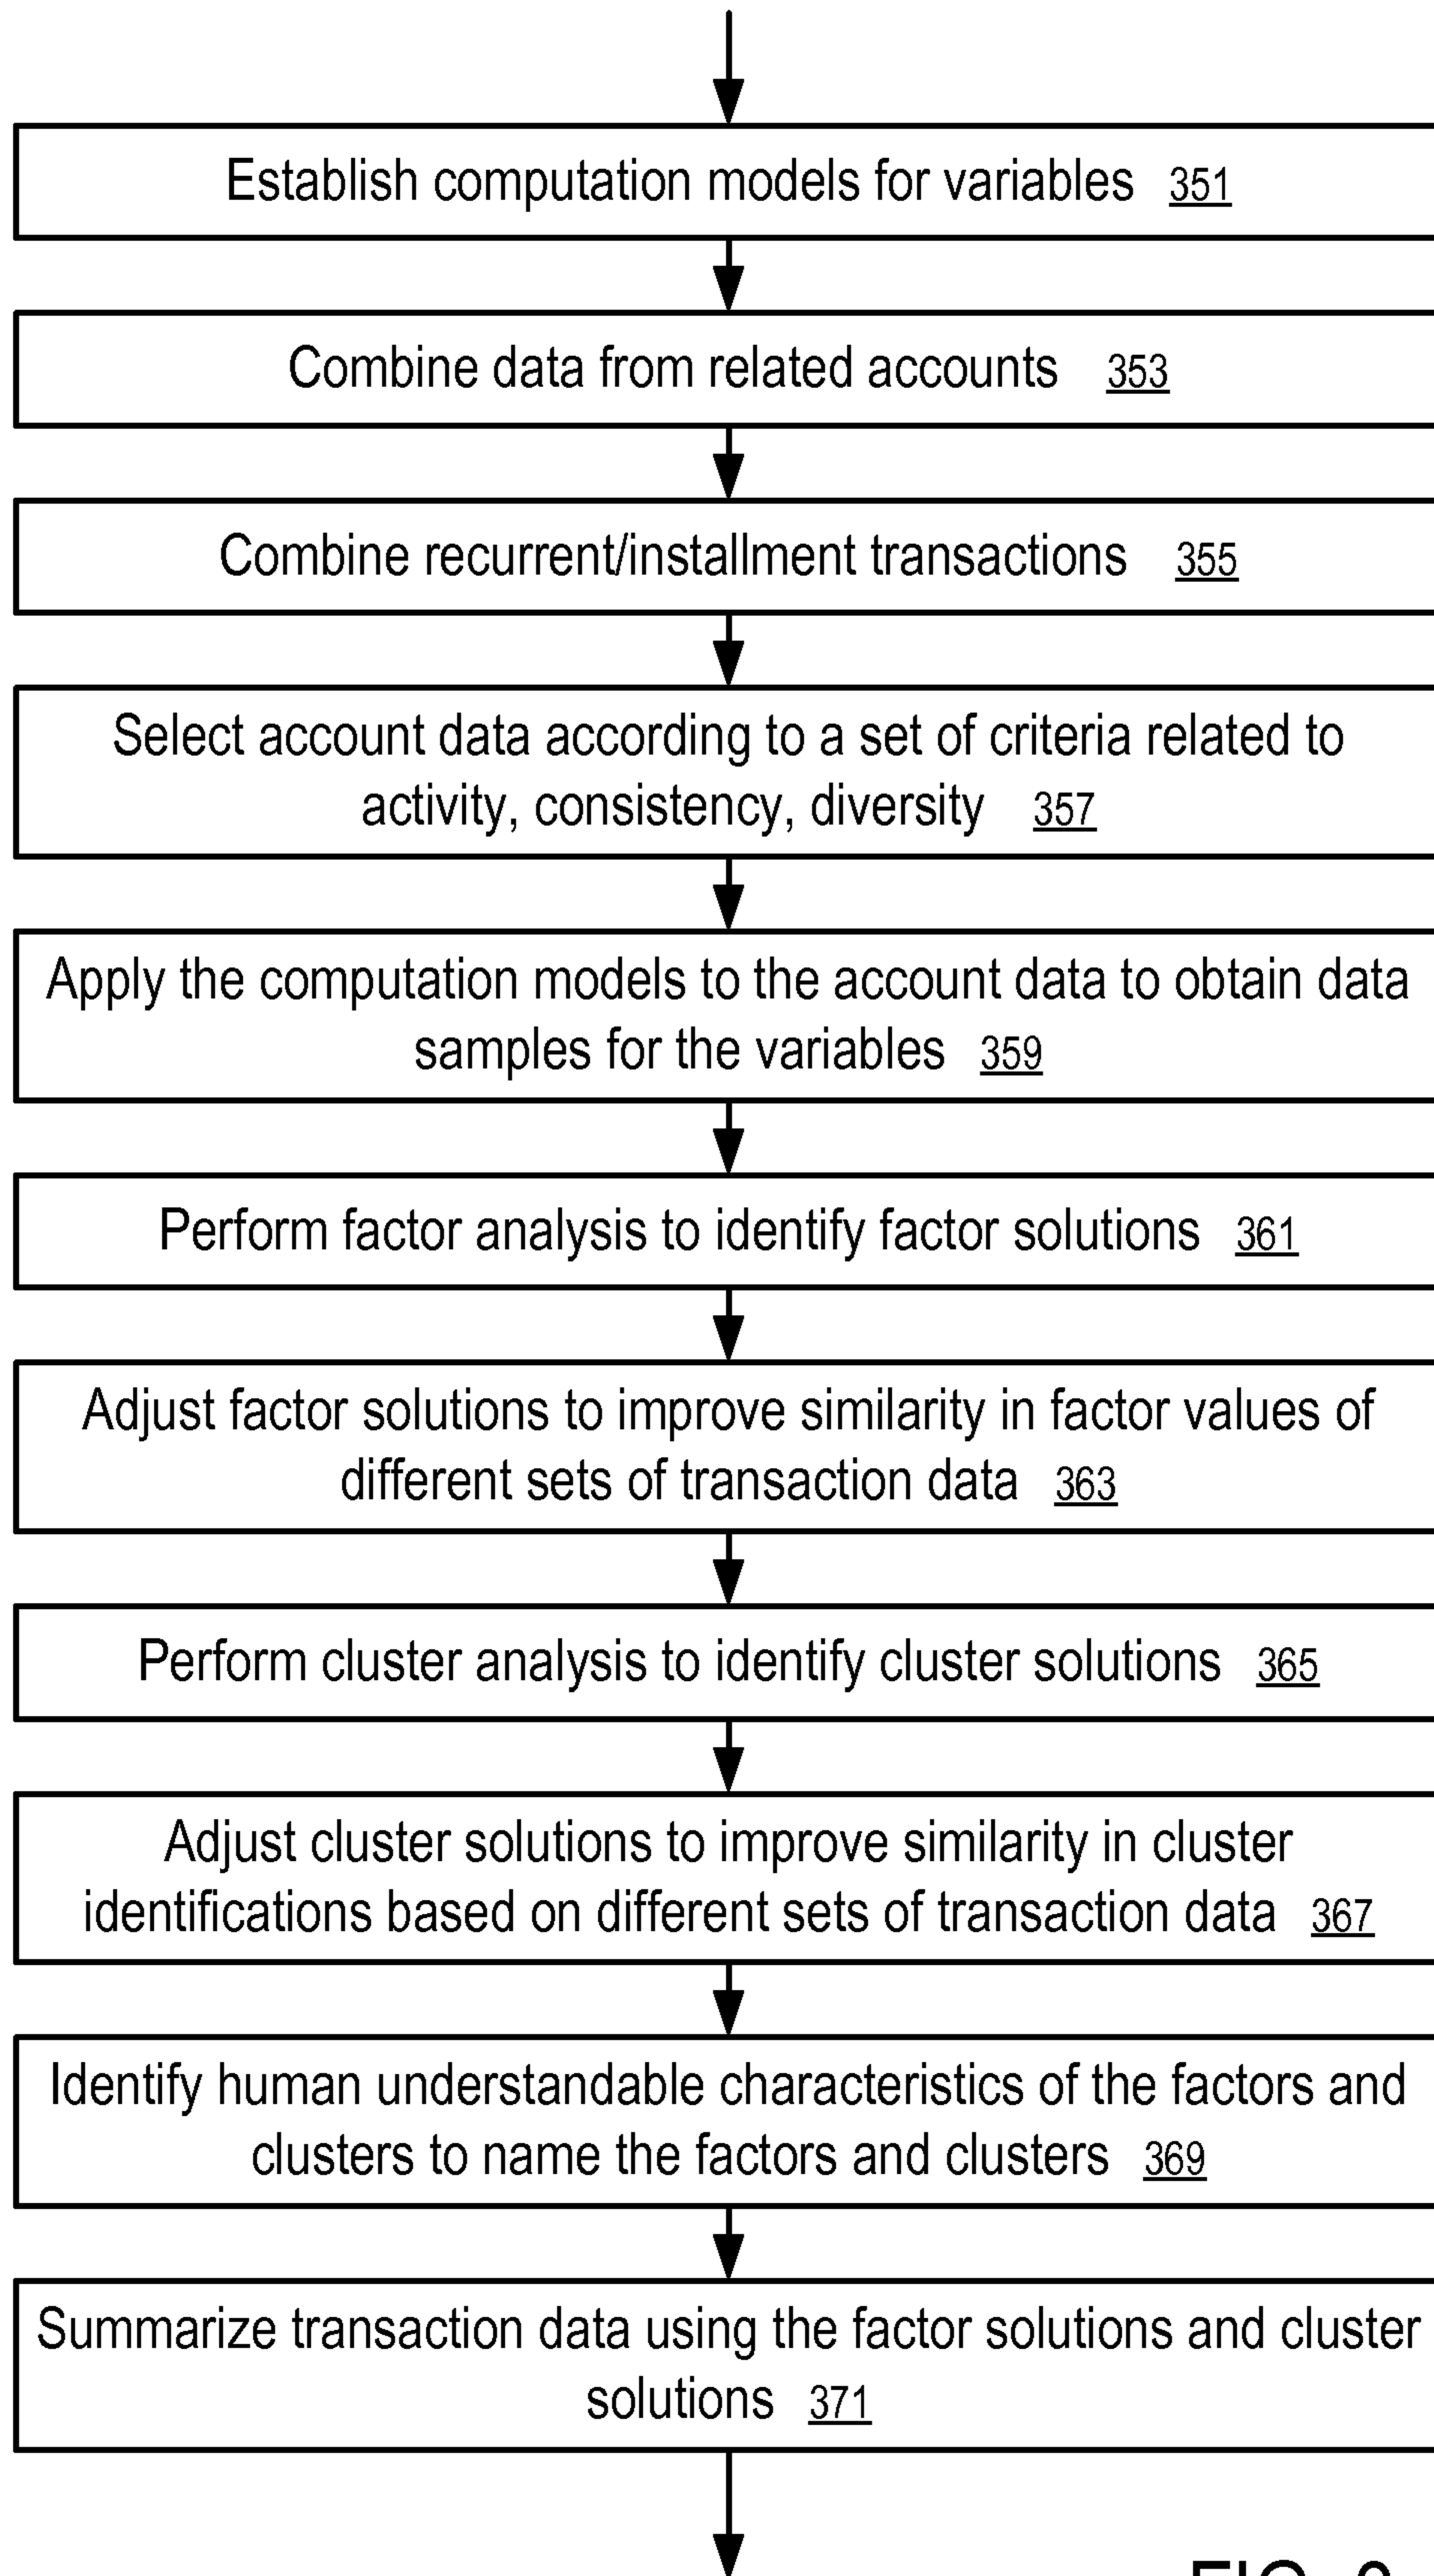 Establish computation models for variables 351
Combine data from related accounts 353
Combine recurrent/installment transactions 355
Select account data according to a set of criteria related to
activity, consistency, diversity 357
Apply the computation models to the account data to obtain data
samples for the variables 359
Perform factor analysis to identify factor solutions 361
Adjust factor solutions to improve similarity in factor values of
different sets of transaction data 363
Perform cluster analysis to identify cluster solutions 365
Adjust cluster solutions to improve similarity in cluster
identifications based on different sets of transaction data 367
Identify human understandable characteristics of the factors and
clusters to name the factors and clusters 369
Summarize transaction data using the factor solutions and cluster
solutions 371
FIG.